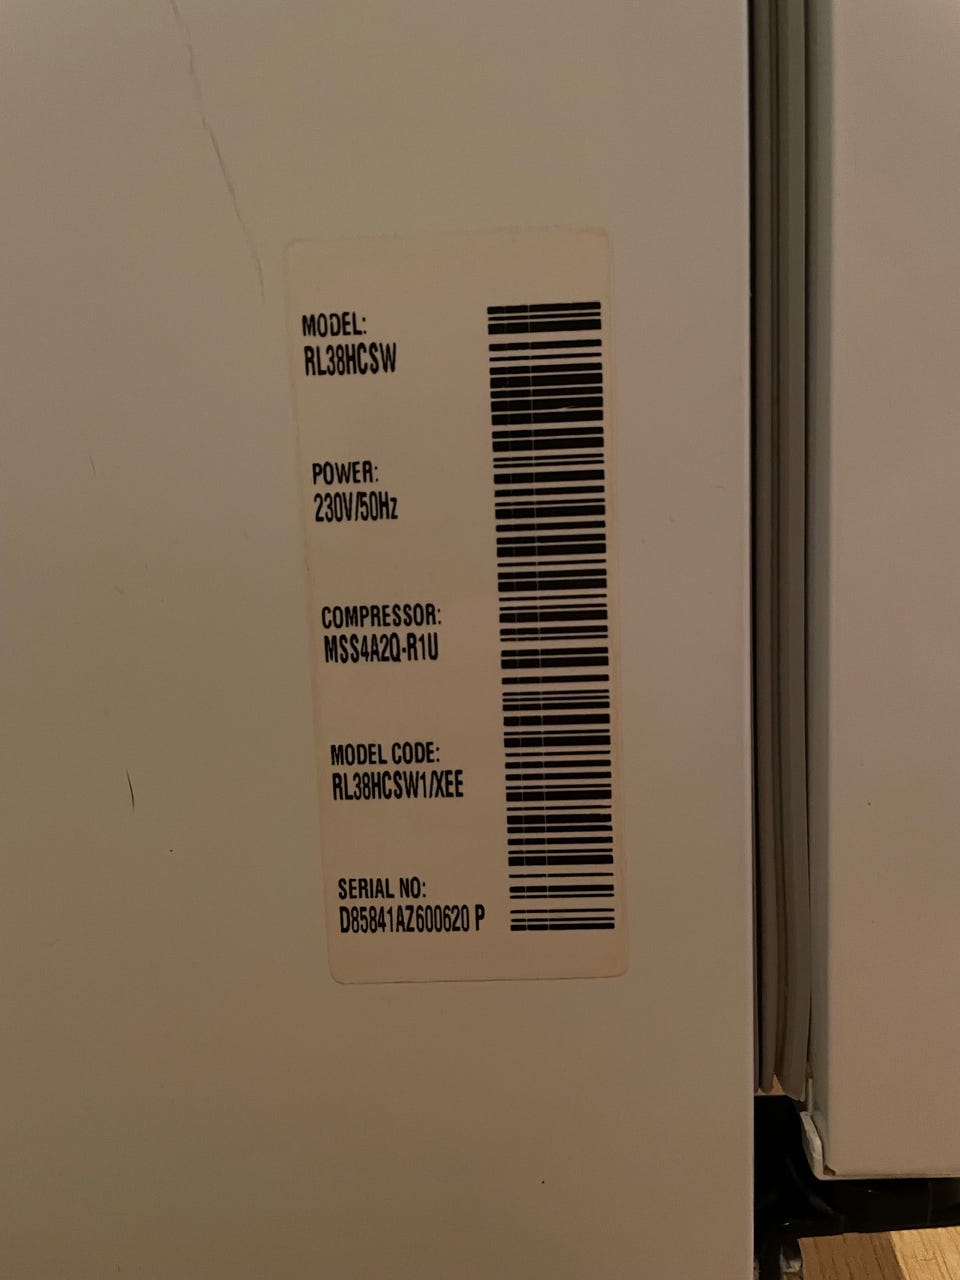 MODEL:
RL38HCSW
POWER:
230V/50Hz
COMPRESSOR:
MSS4A2Q-R1U
MODEL CODE:
RL38HCSW1/XEE
SERIAL NO:
D85841AZ600620 P